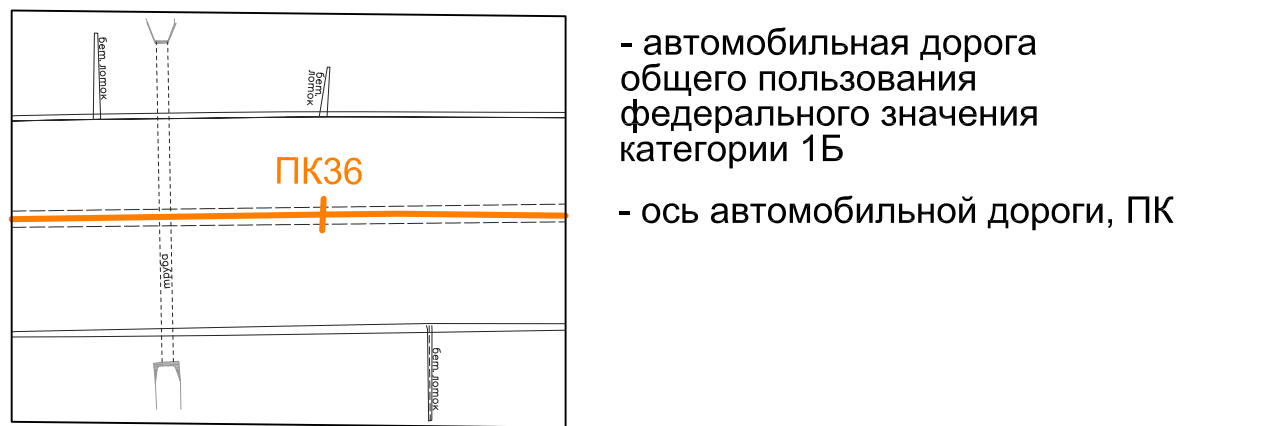 бет. лоток
бет.
лоток
ПК36
труба
бет. лоток
- автомобильная дорога
общего пользования
федерального значения
категории 1Б
- ось автомобильной дороги, ПК